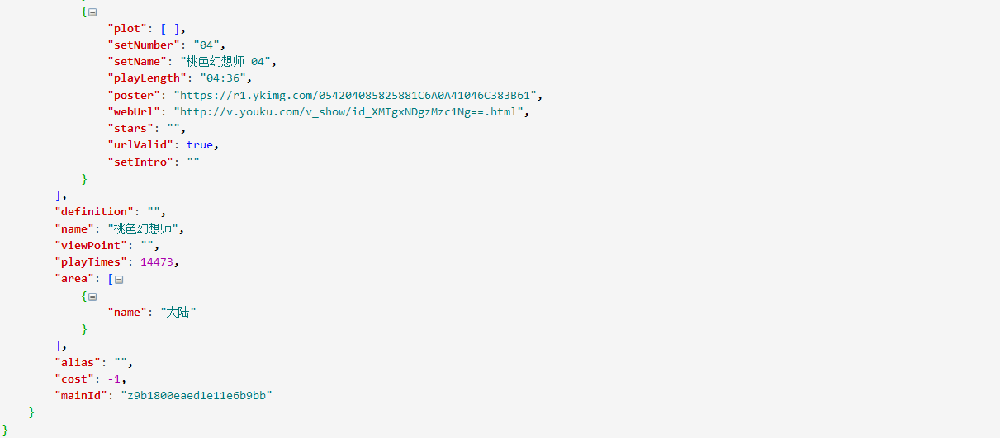 {
"plot": [ ],
"setNumber": "04",
"setName": "桃色幻想师 04",
"playLength": "04:36",
"poster": "https://r1.ykimg.com/054204085825881C6A0A41046C383B61",
"webUrl": "http://v.youku.com/v_show/id_XMTgxNDgzMzc1Ng==.html",
"stars": "",
"urlValid": true,
"setIntro": ""
}
],
"definition": "",
"name": "桃色幻想师",
"viewPoint": "",
"playTimes": 14473,
"area": [
{
"name": "大陆"
}
],
"alias": "",
"cost": -1,
"mainId": "z9b1800eaed1e11e6b9bb"
}
}